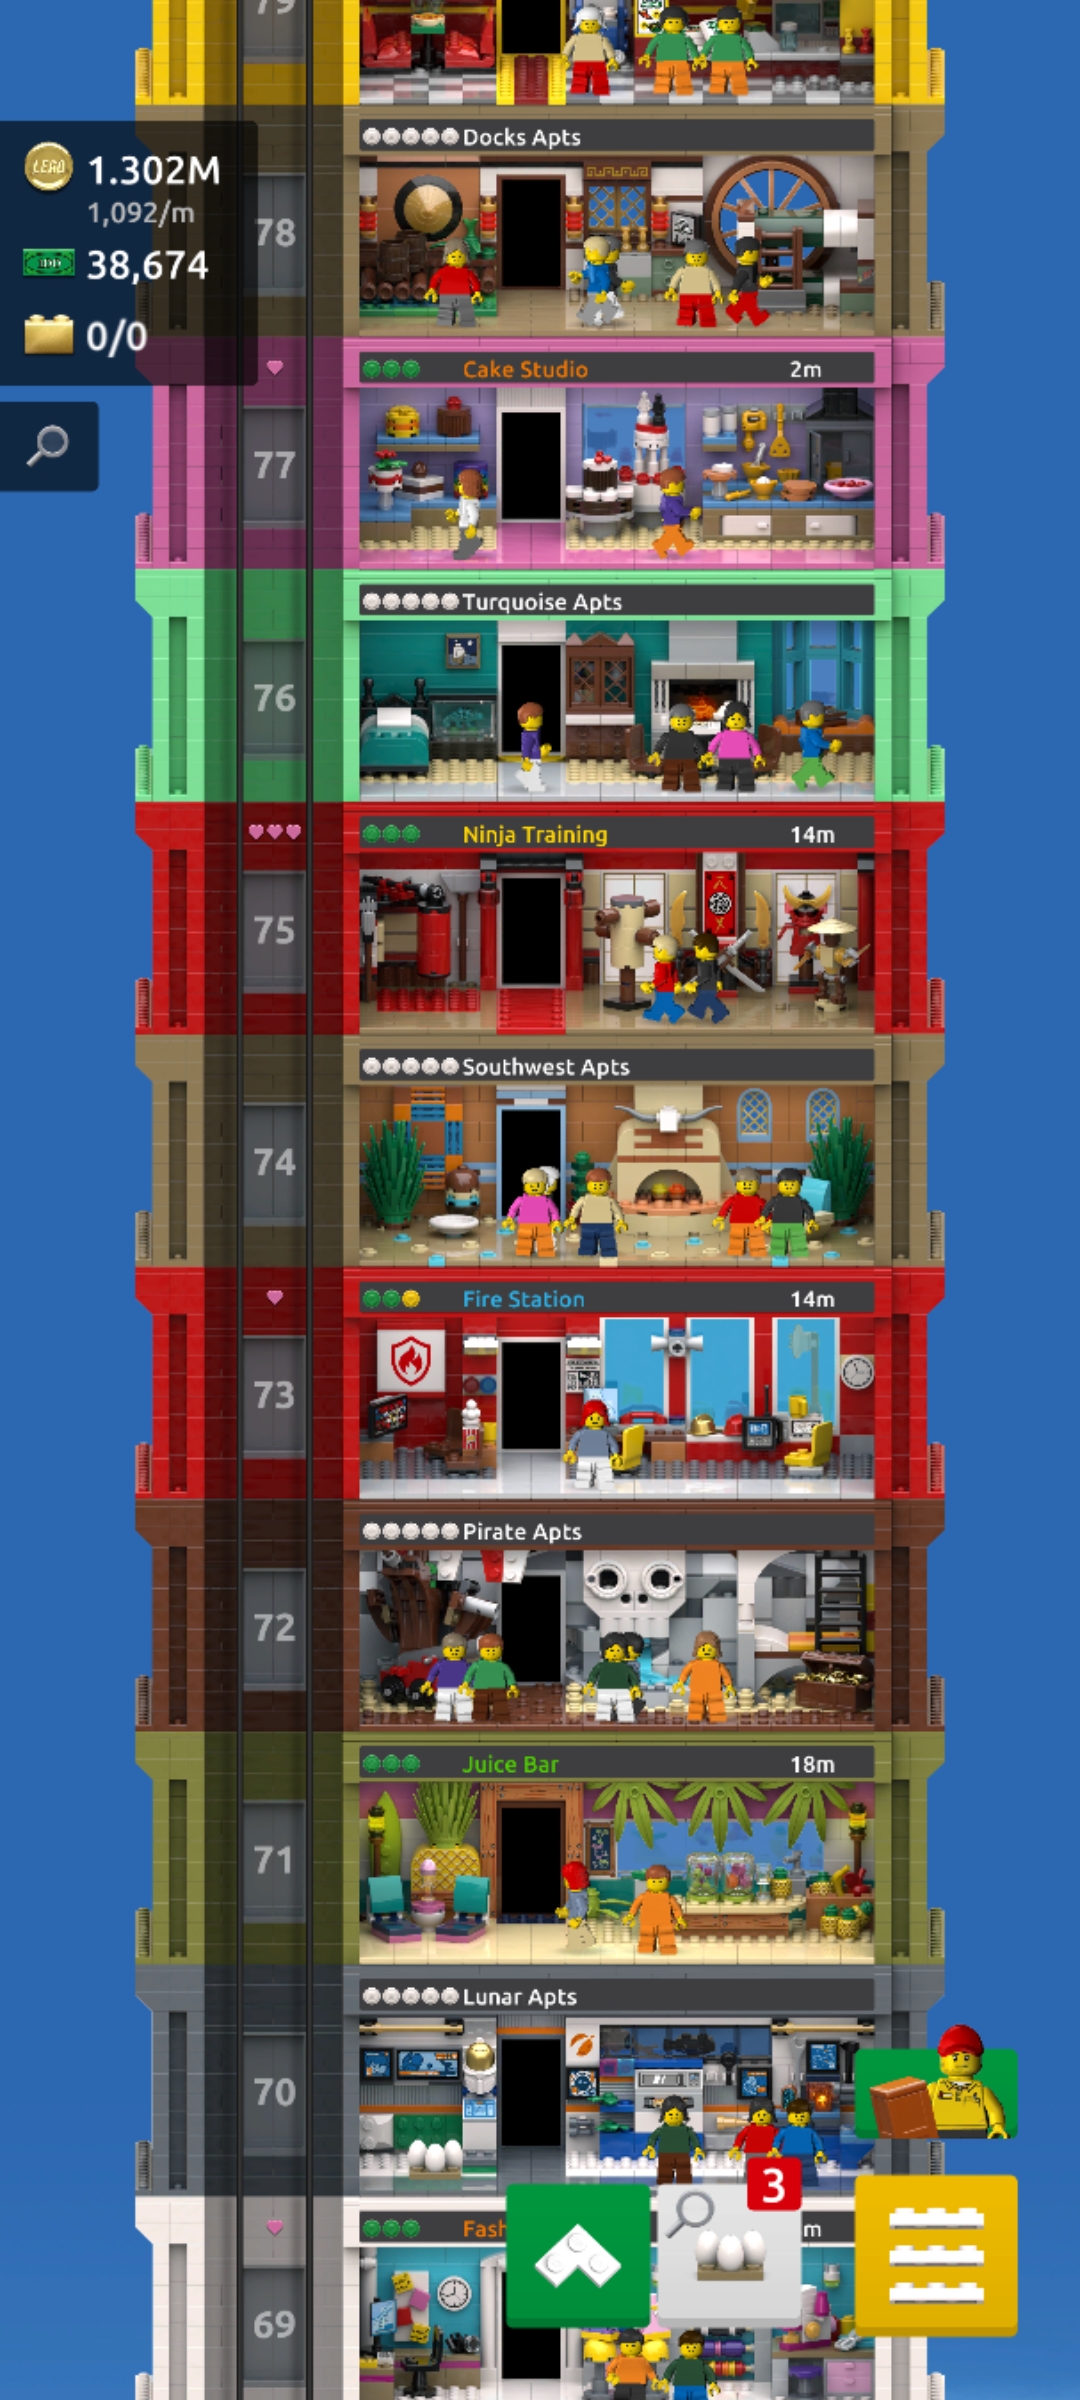 79
Docks Apts
LEGO
1.302M
1,092/m
38,674
0/0
78
Cake Studio 2m
77
Turquoise Apts
76
Ninja Training 14m
75
Southwest Apts
74
Fire Station 14m
73
Pirate Apts
72
Juice Bar 18m
71
Lunar Apts
70
3
Fash m
69